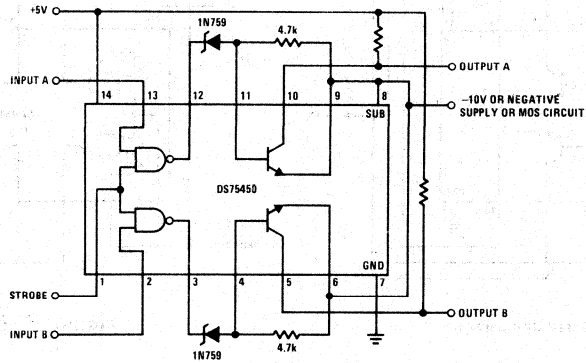 +5V
1N759
4.7k
OUTPUT A
INPUT A
-10V OR NEGATIVE
SUPPLY OR MOS CIRCUIT
14 13 12 11 10 9 8
SUB
DS75450
GND
1 2 3 4 5 6 7
STROBE
OUTPUT B
INPUT B
1N759
4.7k